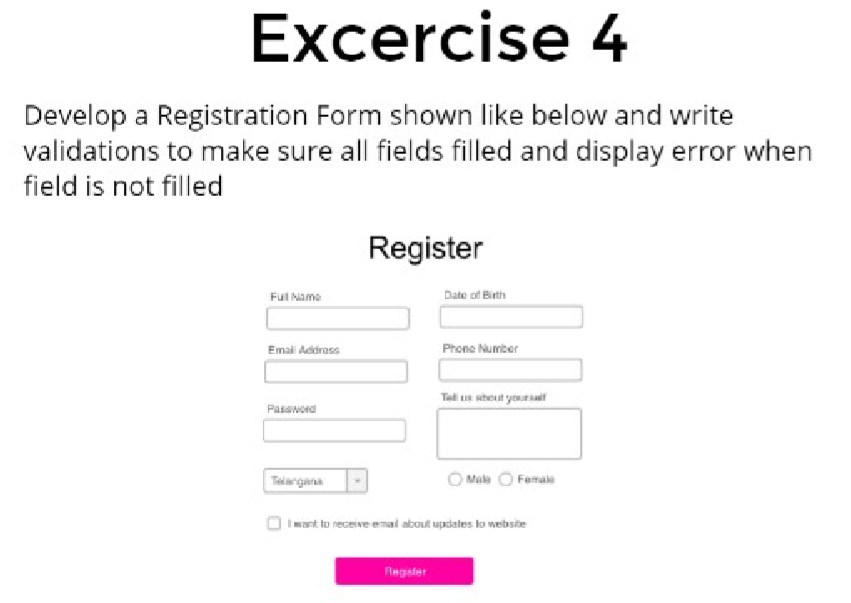 Excercise 4
Develop a Registration Form shown like below and write
validations to make sure all fields filled and display error when
field is not filled
Register
Full Name
Date of Birth
Email Address
Phone Number
Password
Tell us about yourself
Telangana
Male
Female
I want to receive email about updates to website
Register